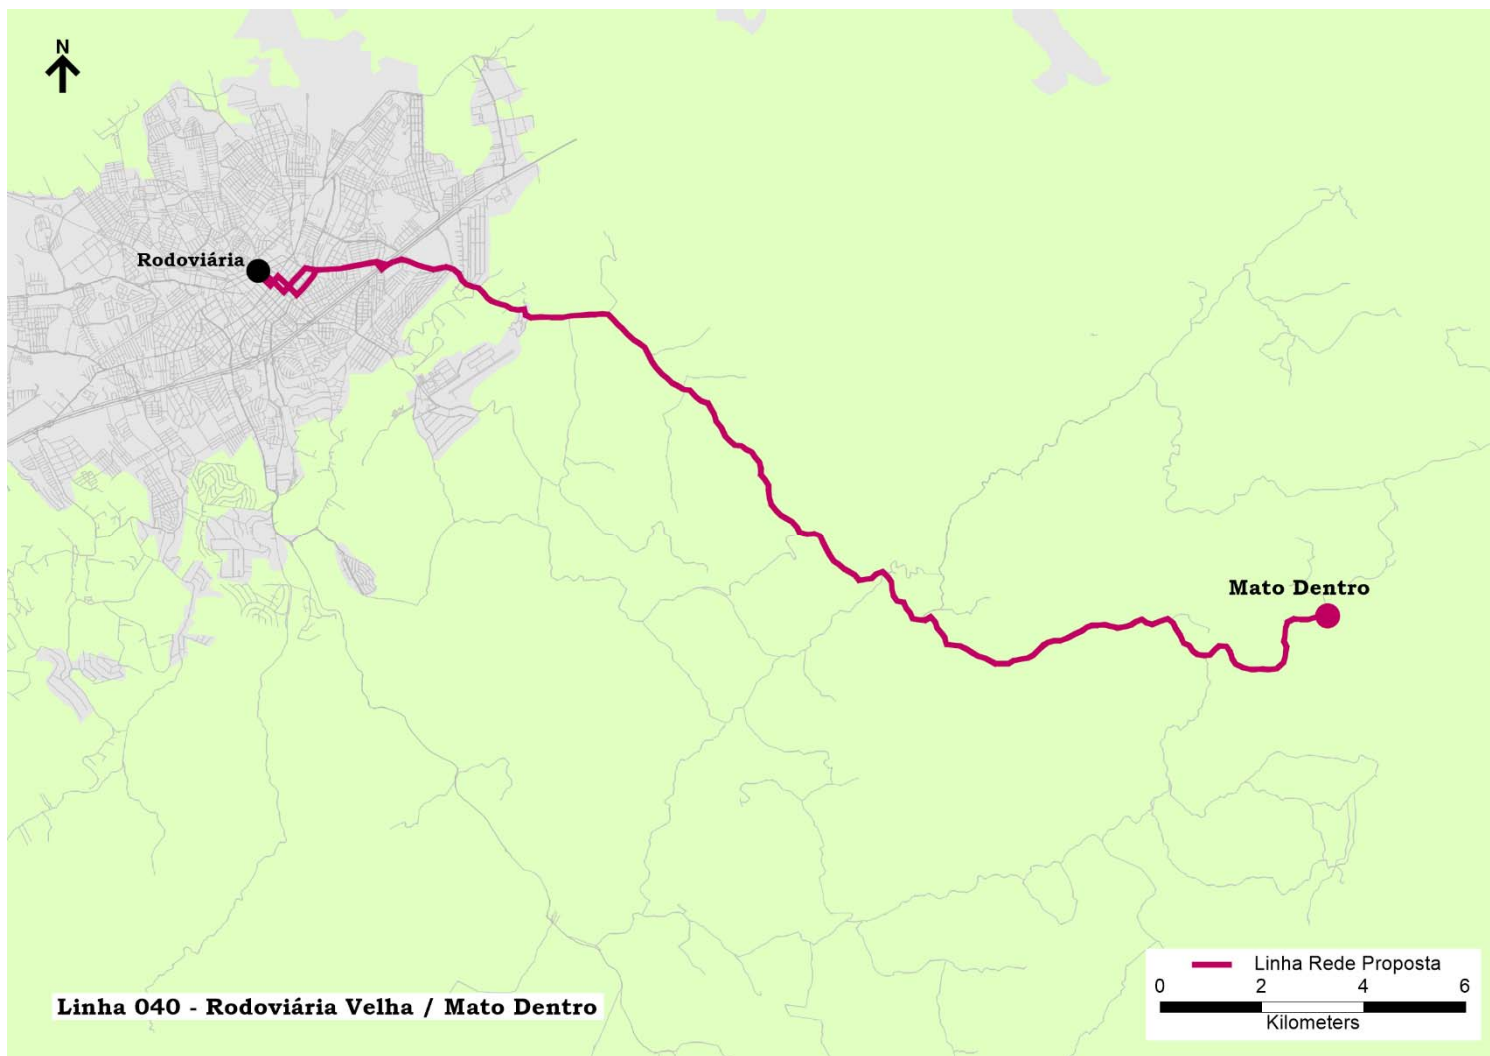 N
Rodoviária
Mato Dentro
Linha Rede Proposta
0 2 4 6
Kilometers
Linha 040 - Rodoviária Velha / Mato Dentro